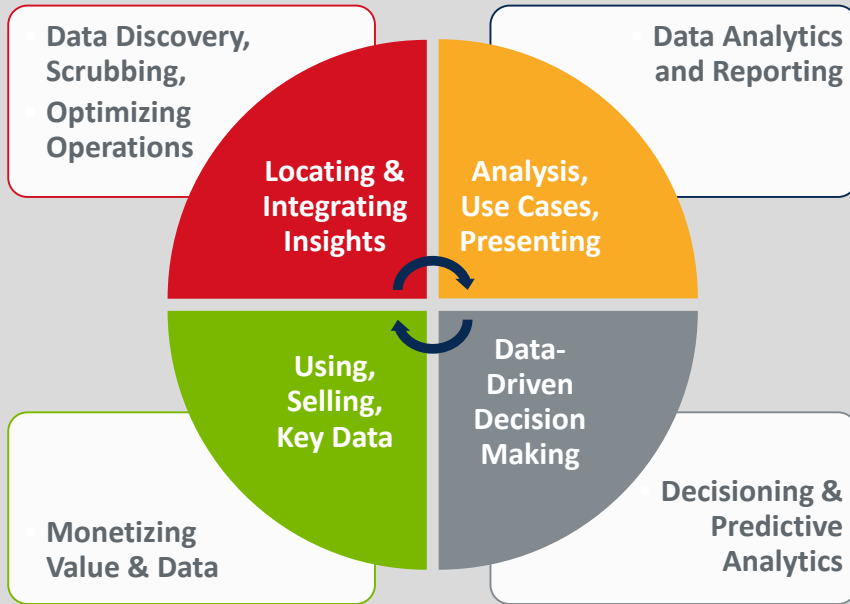 Data Discovery,
Scrubbing,
Optimizing
Operations
Data Analytics
and Reporting
Locating &
Integrating
Insights
Analysis,
Use Cases,
Presenting
Using,
Selling,
Key Data
Data-
Driven
Decision
Making
Monetizing
Value & Data
Decisioning &
Predictive
Analytics